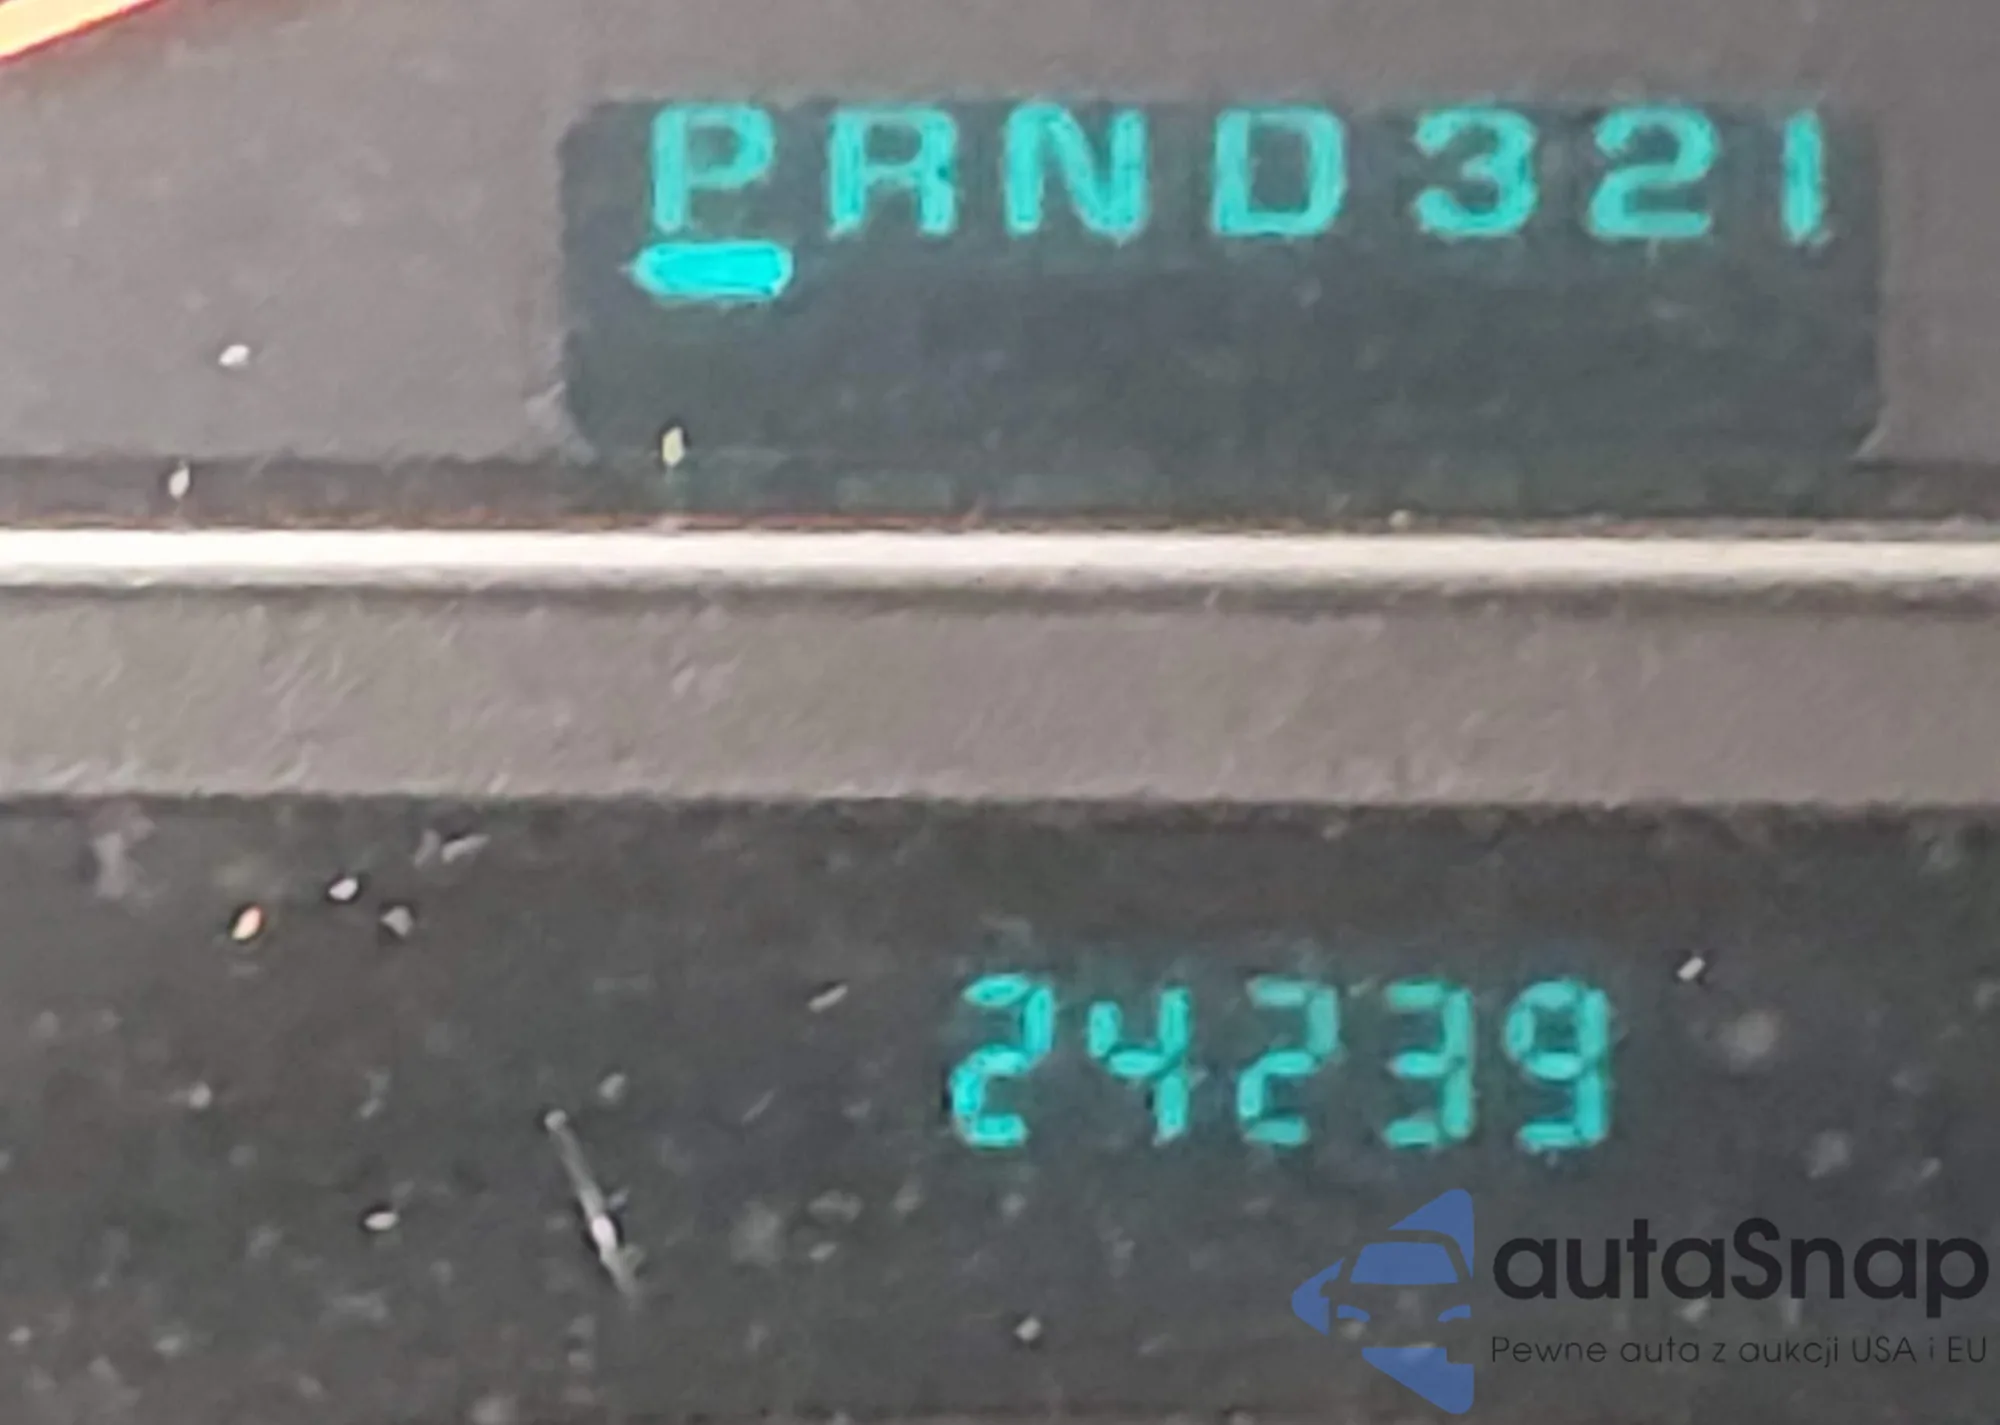 PRND321
24239
autaSnap
Pewne auta z aukcji USA i EU